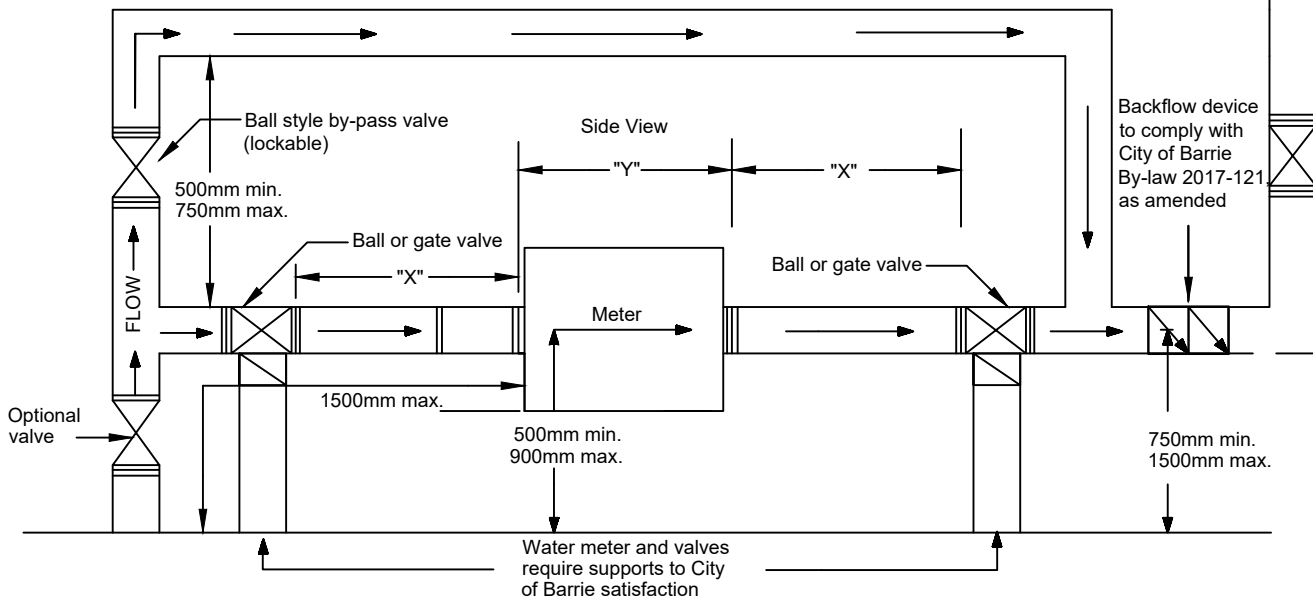 Ball style by-pass valve
(lockable)
Side View
Backflow device
to comply with
City of Barrie
By-law 2017-121,
as amended
"Y"
"X"
500mm min.
750mm max.
Ball or gate valve
"X"
Ball or gate valve
FLOW
Meter
1500mm max.
Optional
valve
500mm min.
900mm max.
750mm min.
1500mm max.
Water meter and valves
require supports to City
of Barrie satisfaction